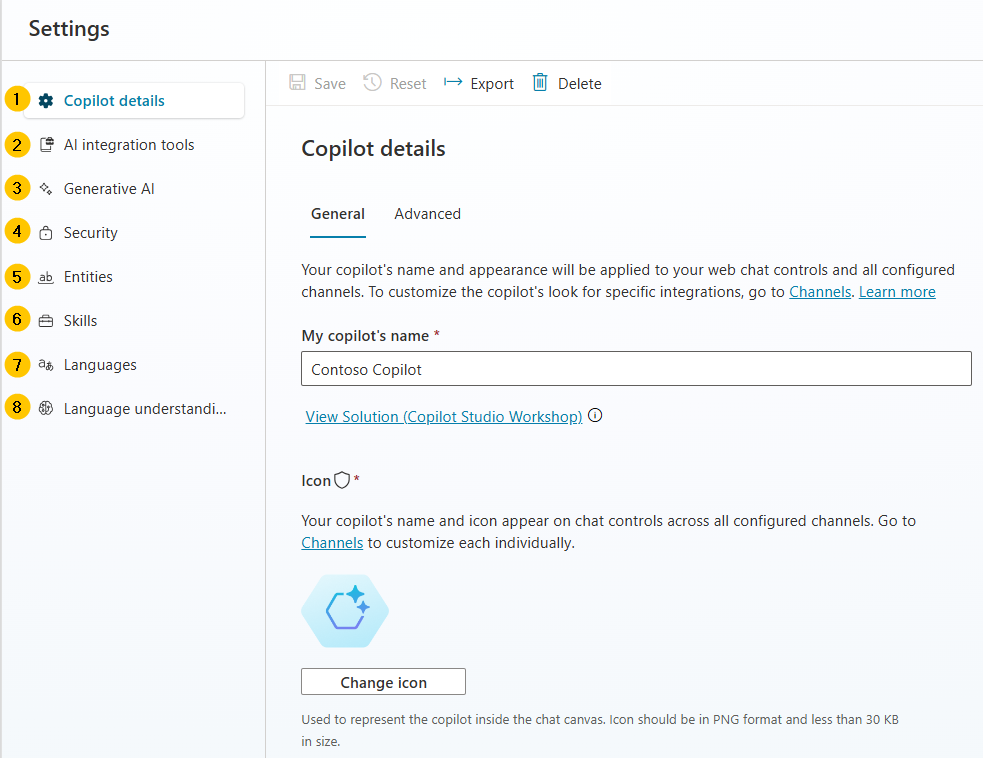 Settings
1 Copilot details
2 AI integration tools
3 Generative AI
4 Security
5 ab Entities
6 Skills
7 Languages
8 Language understandi...
Save Reset Export Delete
Copilot details
General Advanced
Your copilot's name and appearance will be applied to your web chat controls and all configured
channels. To customize the copilot's look for specific integrations, go to Channels. Learn more
My copilot's name *
Contoso Copilot
View Solution (Copilot Studio Workshop)
Icon *
Your copilot's name and icon appear on chat controls across all configured channels. Go to
Channels to customize each individually.
Change icon
Used to represent the copilot inside the chat canvas. Icon should be in PNG format and less than 30 KB
in size.